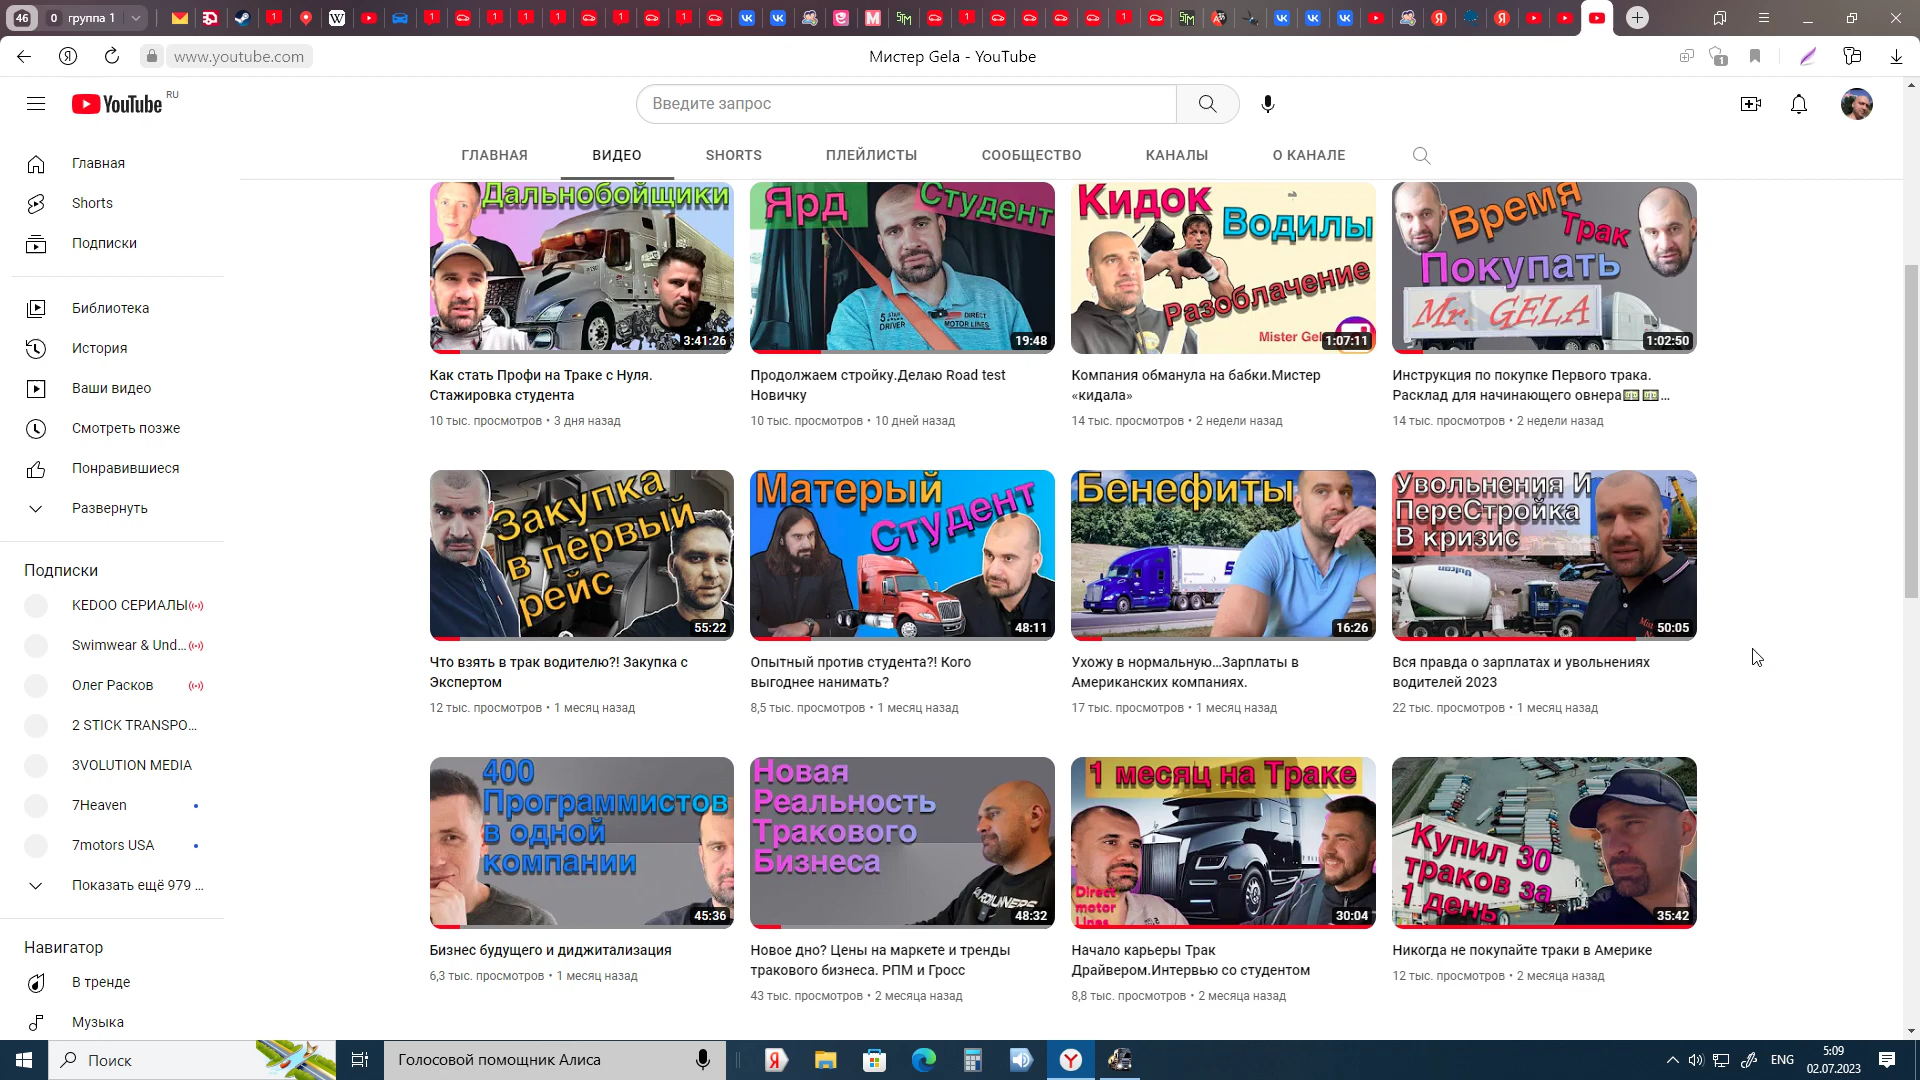 46
0 группа 1
www.youtube.com
Мистер Gela - YouTube
1
YouTube RU
Введите запрос
ГЛАВНАЯ ВИДЕО SHORTS ПЛЕЙЛИСТЫ СООБЩЕСТВО КАНАЛЫ О КАНАЛЕ
Главная
Shorts
Подписки
Библиотека
История
Ваши видео
Смотреть позже
Понравившиеся
Развернуть
Подписки
KEDOO СЕРИАЛЫ
Swimwear & Und...
Олег Расков
2 STICK TRANSPO...
3VOLUTION MEDIA
7Heaven
7motors USA
Показать ещё 979 ...
Навигатор
В тренде
Музыка
Дальнобойщики
3:41:26
Как стать Профи на Траке с Нуля.
Стажировка студента
10 тыс. просмотров • 3 дня назад
Ярд Студент
5 STAR DRIVER
DIRECT MOTOR LINES
19:48
Продолжаем стройку.Делаю Road test
Новичку
10 тыс. просмотров • 10 дней назад
Кидок
Водилы
Разоблачение
Mister Gel
1:07:11
Компания обманула на бабки.Мистер
«кидала»
14 тыс. просмотров • 2 недели назад
Время
Трак
Покупать
Mr. GELA
1:02:50
Инструкция по покупке Первого трака.
Расклад для начинающего овнера...
14 тыс. просмотров • 2 недели назад
Закупка
в первый
рейс
55:22
Что взять в трак водителю?! Закупка с
Экспертом
12 тыс. просмотров • 1 месяц назад
Матерый
Студент
48:11
Опытный против студента?! Кого
выгоднее нанимать?
8,5 тыс. просмотров • 1 месяц назад
Бенефиты
16:26
Ухожу в нормальную...Зарплаты в
Американских компаниях.
17 тыс. просмотров • 1 месяц назад
Увольнения И
ПереСтройка
В кризис
Vulcan
50:05
Вся правда о зарплатах и увольнениях
водителей 2023
22 тыс. просмотров • 1 месяц назад
400
Программистов
в одной
компании
45:36
Бизнес будущего и диджитализация
6,3 тыс. просмотров • 1 месяц назад
Новая
Реальность
Тракового
Бизнеса
48:32
Новое дно? Цены на маркете и тренды
тракового бизнеса. РПМ и Гросс
43 тыс. просмотров • 2 месяца назад
1 месяц на Траке
Direct
motor
Lines
30:04
Начало карьеры Трак
Драйвером.Интервью со студентом
8,8 тыс. просмотров • 2 месяца назад
Купил 30
траков за
1 день
35:42
Никогда не покупайте траки в Америке
12 тыс. просмотров • 2 месяца назад
Поиск
Голосовой помощник Алиса
ENG
5:09
02.07.2023